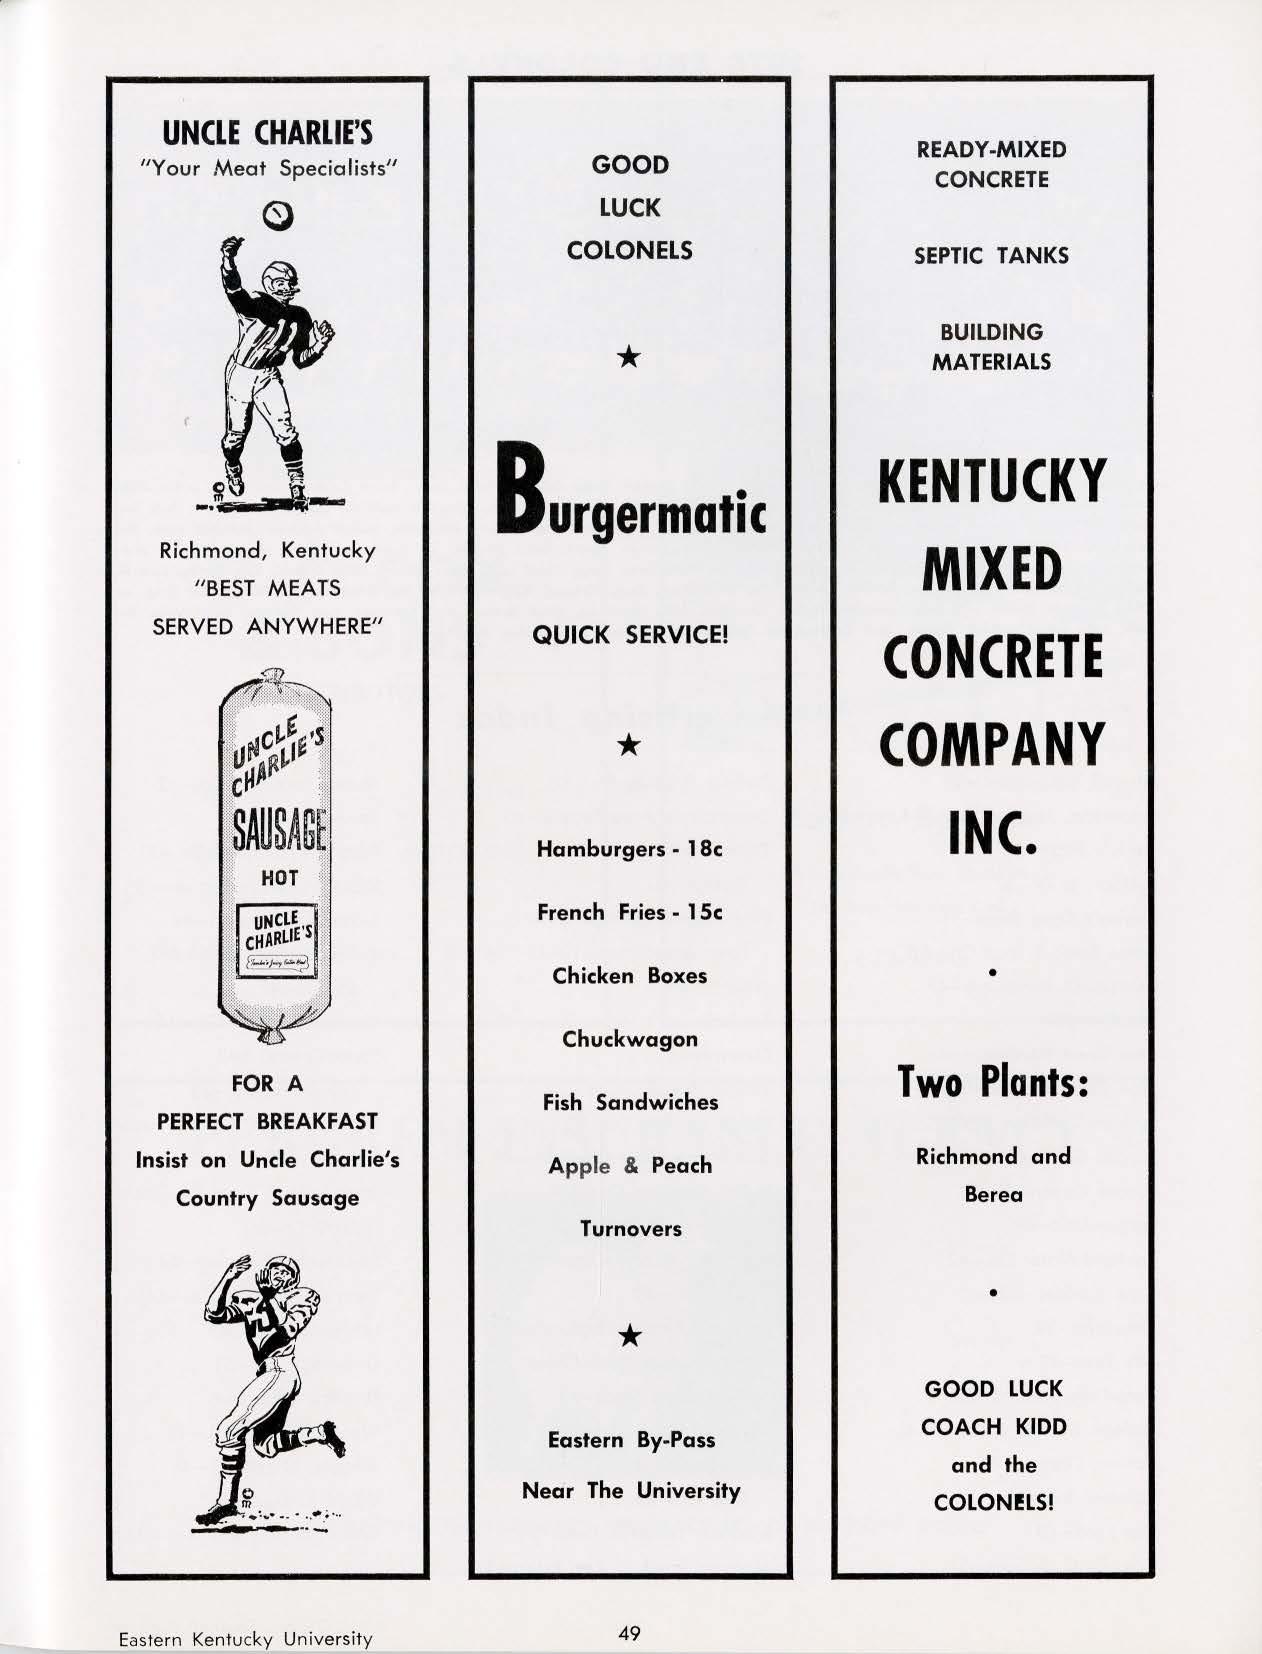 UNCLE CHARLIE'S
"Your Meat Specialists"
11
Richmond, Kentucky
"BEST MEATS
SERVED ANYWHERE"
UNCLE
CHARLIE'S
SAUSAGE
HOT
UNCLE
CHARLIE'S
FOR A
PERFECT BREAKFAST
Insist on Uncle Charlie's
Country Sausage
25
GOOD
LUCK
COLONELS
Burgermatic
QUICK SERVICE!
Hamburgers - 18c
French Fries - 15c
Chicken Boxes
Chuckwagon
Fish Sandwiches
Apple & Peach
Turnovers
Eastern By-Pass
Near The University
READY-MIXED
CONCRETE
SEPTIC TANKS
BUILDING
MATERIALS
KENTUCKY
MIXED
CONCRETE
COMPANY
INC.
Two Plants:
Richmond and
Berea
GOOD LUCK
COACH KIDD
and the
COLONELS!
Eastern Kentucky University
49